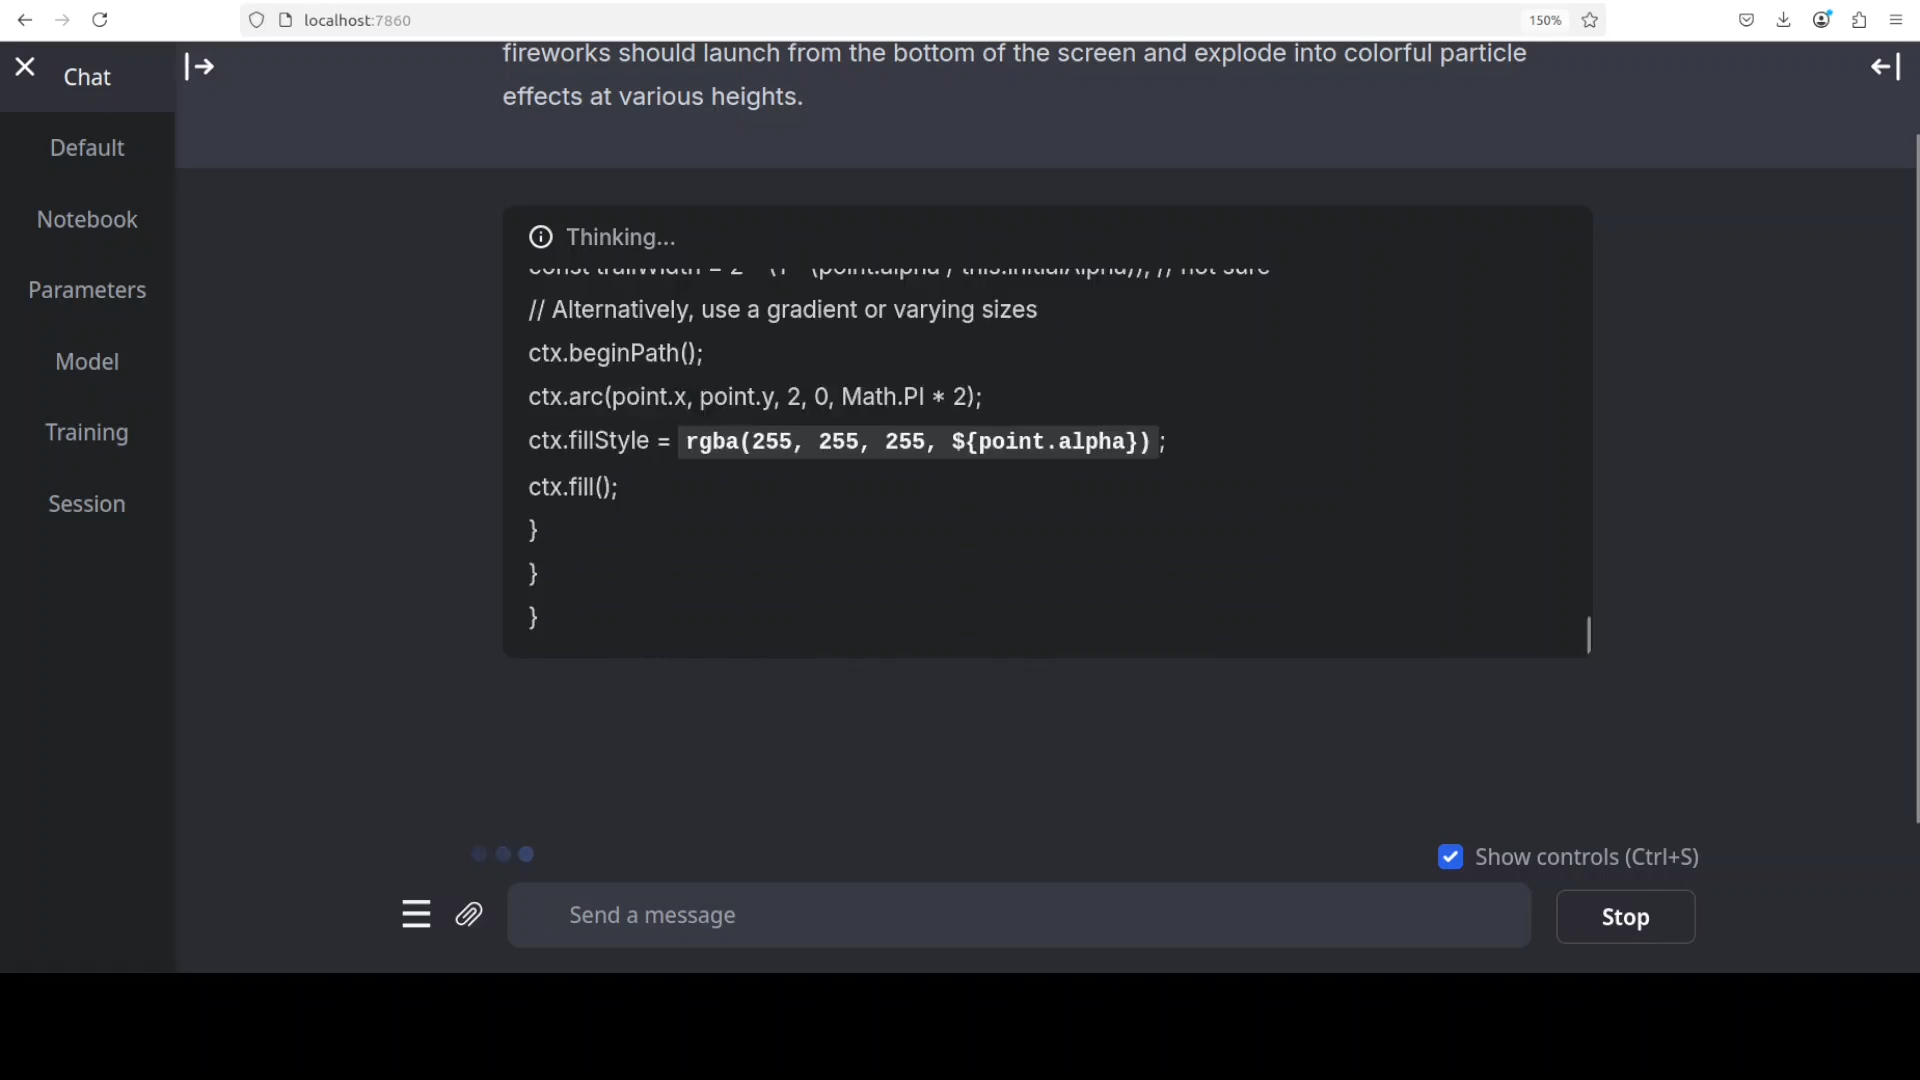 localhost:7860
150%
Chat
Default
Notebook
Parameters
Model
Training
Session
fireworks should launch from the bottom of the screen and explode into colorful particle
effects at various heights.
Thinking...
// Alternatively, use a gradient or varying sizes
ctx.beginPath();
ctx.arc(point.x, point.y, 2, 0, Math.PI * 2);
ctx.fillStyle = rgba(255, 255, 255, ${point.alpha}) ;
ctx.fill();
}
}
}
Show controls (Ctrl+S)
Send a message
Stop